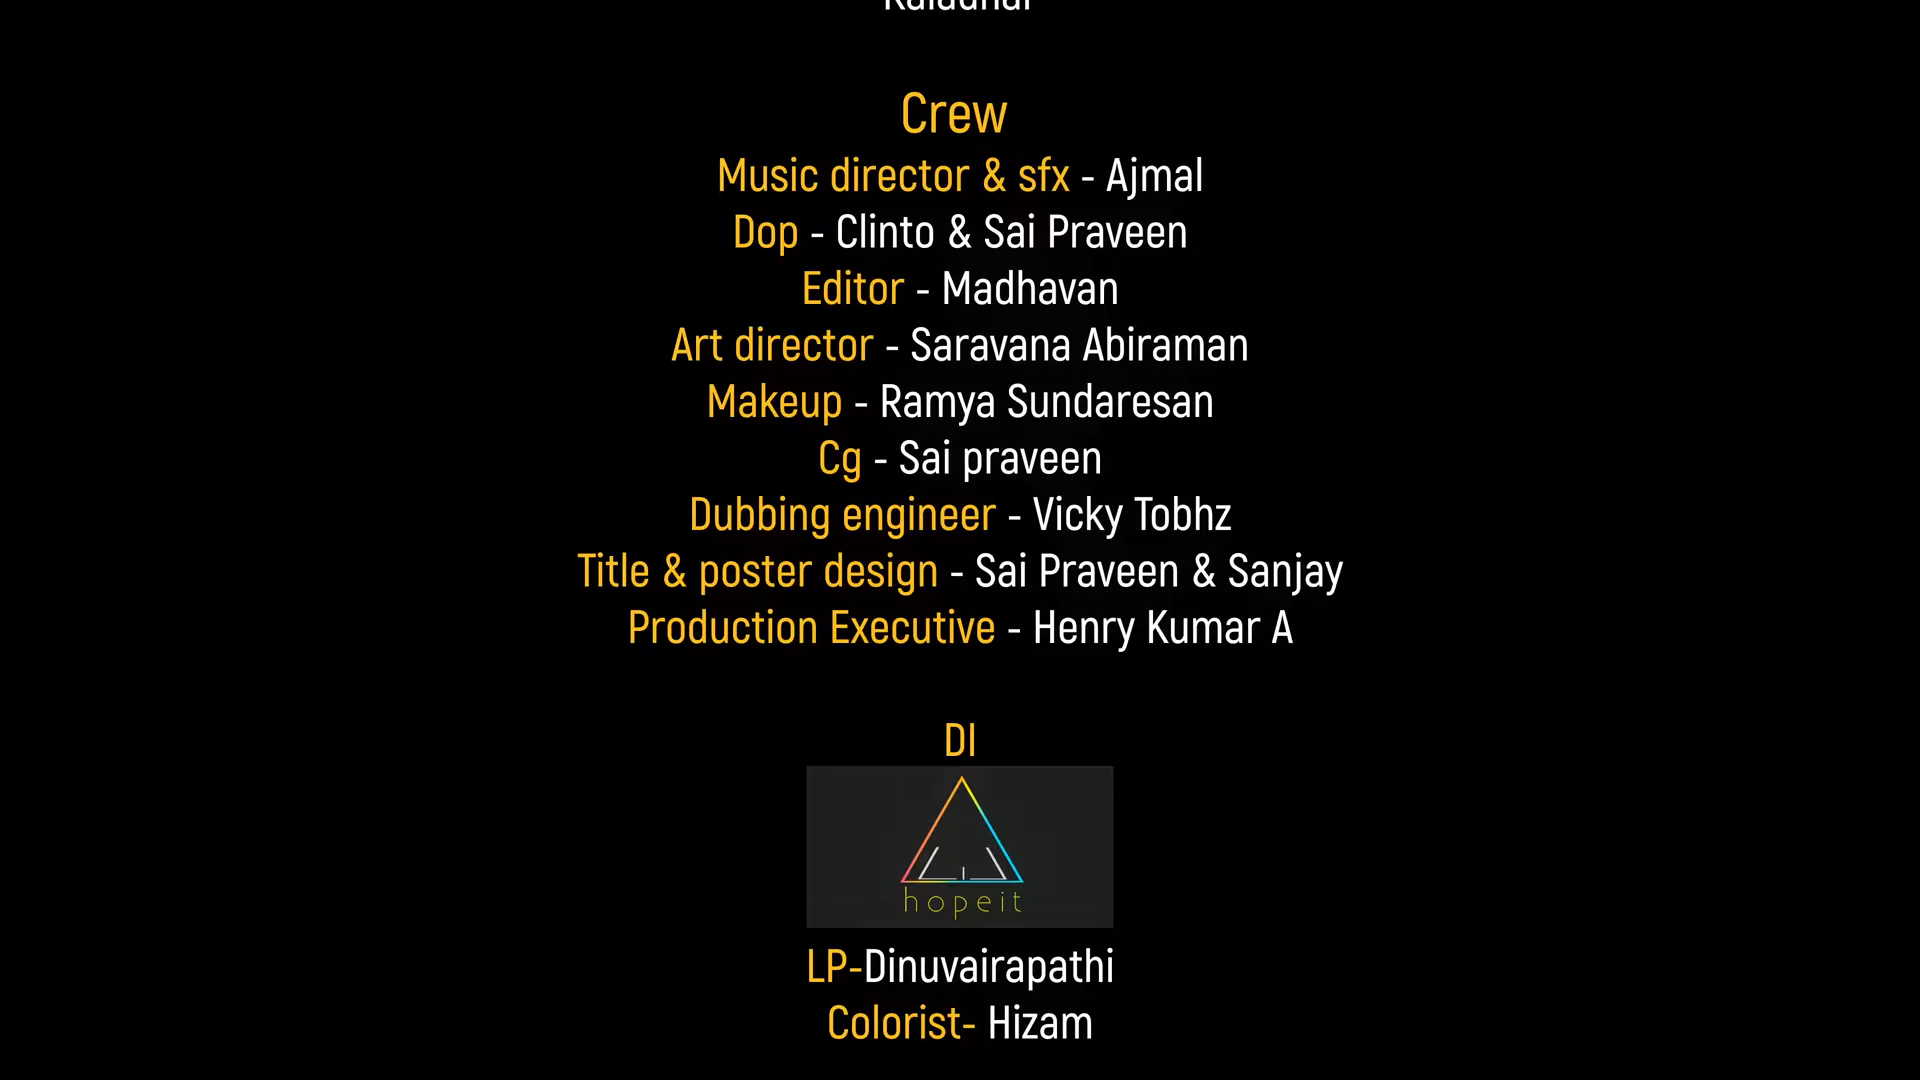 Crew
Music director & sfx - Ajmal
Dop - Clinto & Sai Praveen
Editor - Madhavan
Art director - Saravana Abiraman
Makeup - Ramya Sundaresan
Cg - Sai praveen
Dubbing engineer - Vicky Tobhz
Title & poster design - Sai Praveen & Sanjay
Production Executive - Henry Kumar A
DI
hopeit
LP-Dinuvairapathi
Colorist- Hizam